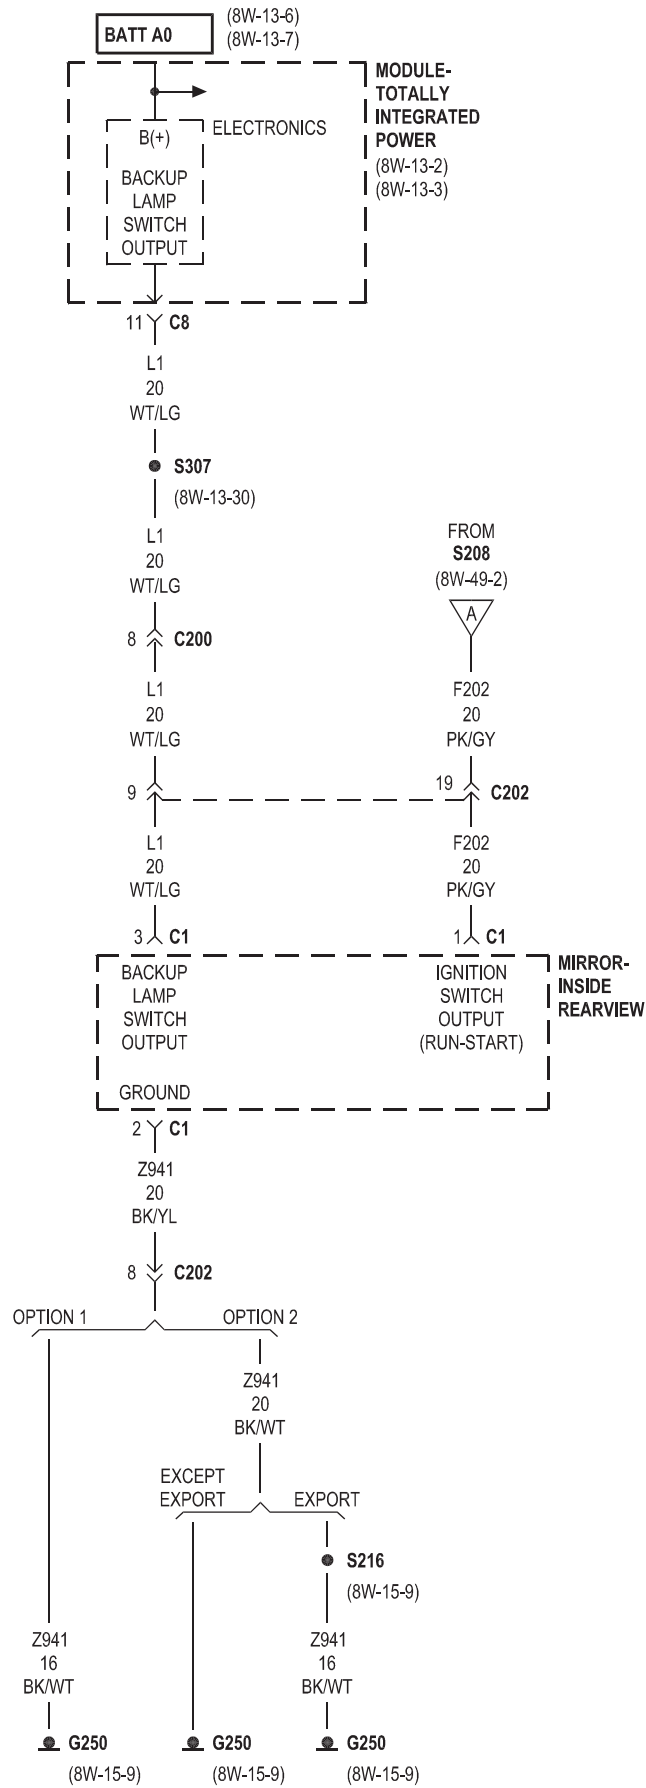 BATT A0
(8W-13-6)
(8W-13-7)
MODULE-
TOTALLY
INTEGRATED
POWER
(8W-13-2)
(8W-13-3)
B(+)
ELECTRONICS
BACKUP
LAMP
SWITCH
OUTPUT
11 C8
L1
20
WT/LG
S307
(8W-13-30)
L1
20
WT/LG
FROM
S208
(8W-49-2)
A
8 C200
L1
20
WT/LG
F202
20
PK/GY
9
19 C202
L1
20
WT/LG
F202
20
PK/GY
3 C1
1 C1
MIRROR-
INSIDE
REARVIEW
BACKUP
LAMP
SWITCH
OUTPUT
IGNITION
SWITCH
OUTPUT
(RUN-START)
GROUND
2 C1
Z941
20
BK/YL
8 C202
OPTION 1
OPTION 2
Z941
20
BK/WT
EXCEPT
EXPORT
EXPORT
S216
(8W-15-9)
Z941
16
BK/WT
Z941
16
BK/WT
G250
(8W-15-9)
G250
(8W-15-9)
G250
(8W-15-9)